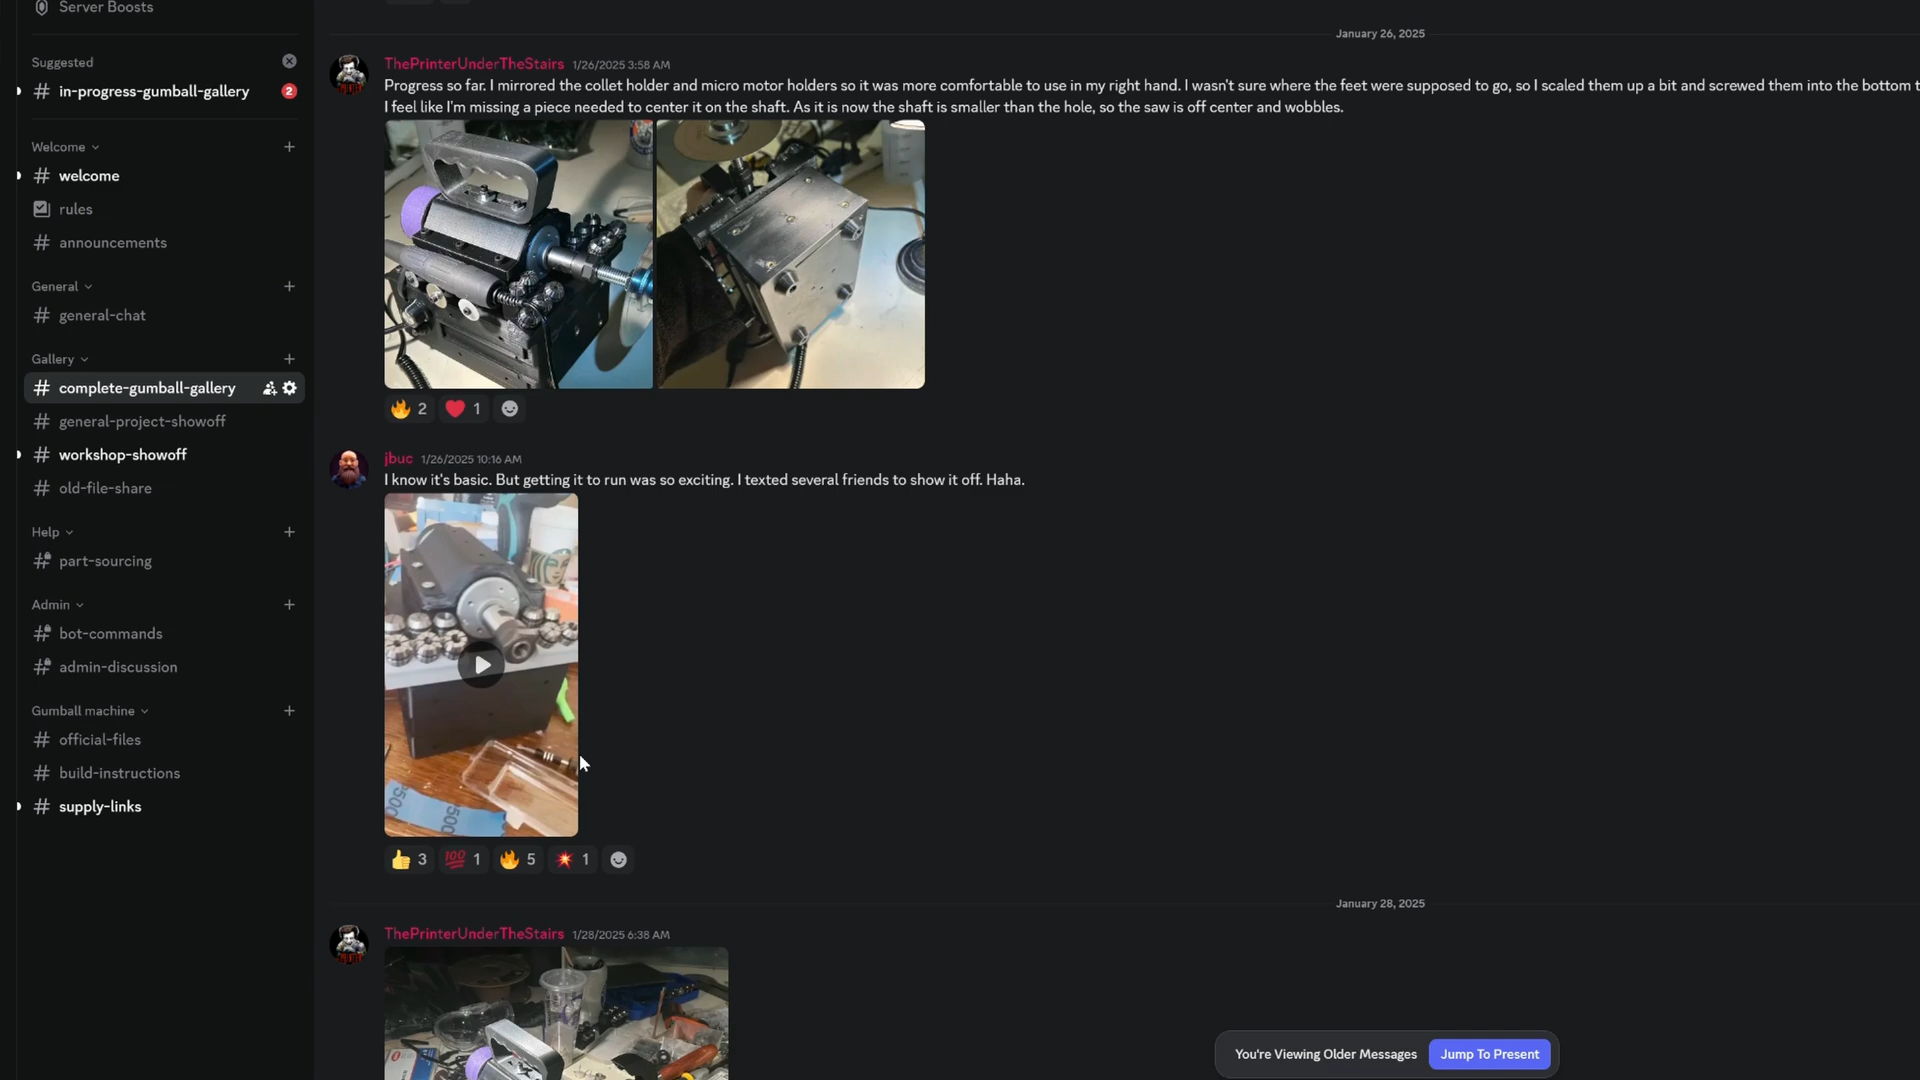 Server Boosts
Suggested
in-progress-gumball-gallery 2
Welcome
welcome
rules
announcements
General
general-chat
Gallery
complete-gumball-gallery
general-project-showoff
workshop-showoff
old-file-share
Help
part-sourcing
Admin
bot-commands
admin-discussion
Gumball machine
official-files
build-instructions
supply-links
January 26, 2025
ThePrinterUnderTheStairs 1/26/2025 3:58 AM
Progress so far. I mirrored the collet holder and micro motor holders so it was more comfortable to use in my right hand. I wasn't sure where the feet were supposed to go, so I scaled them up a bit and screwed them into the bottom
I feel like I'm missing a piece needed to center it on the shaft. As it is now the shaft is smaller than the hole, so the saw is off center and wobbles.
2 1
jbuc 1/26/2025 10:16 AM
I know it's basic. But getting it to run was so exciting. I texted several friends to show it off. Haha.
500
500
3 100 1 5 1
January 28, 2025
ThePrinterUnderTheStairs 1/28/2025 6:38 AM
You're Viewing Older Messages Jump To Present